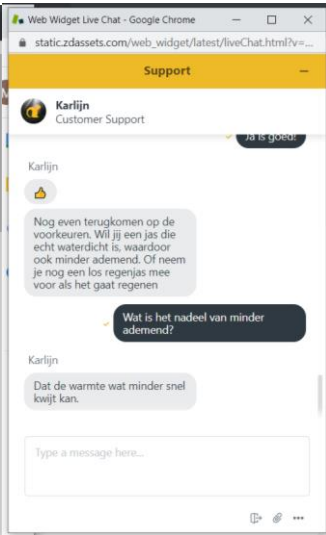 Web Widget Live Chat - Google Chrome
static.zdassets.com/web_widget/latest/liveChat.html?v=...
Support
Karlijn
Customer Support
Ja is goed!
Karlijn
👍
Nog even terugkomen op de
voorkeuren. Wil jij een jas die
echt waterdicht is, waardoor
ook minder ademend. Of neem
je nog een los regenjas mee
voor als het gaat regenen
Wat is het nadeel van minder
ademend?
Karlijn
Dat de warmte wat minder snel
kwijt kan.
Type a message here...